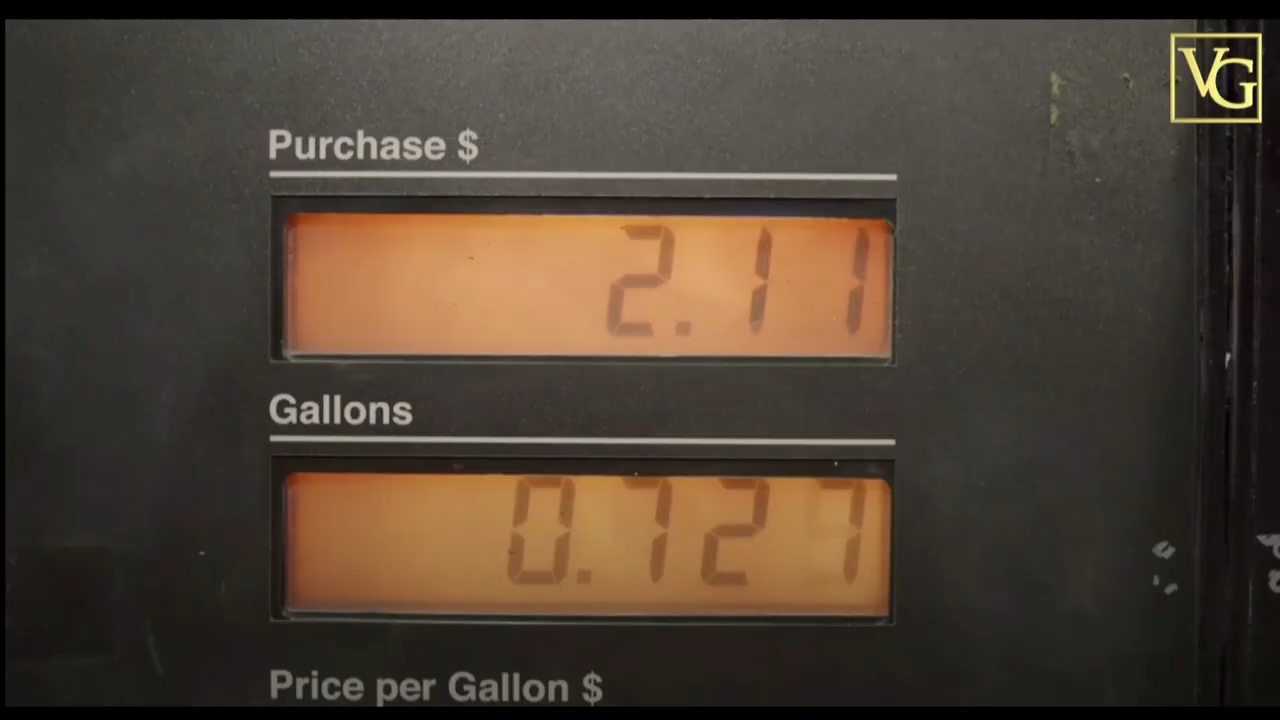 VG
Purchase $
2.11
Gallons
0.727
Price per Gallon $